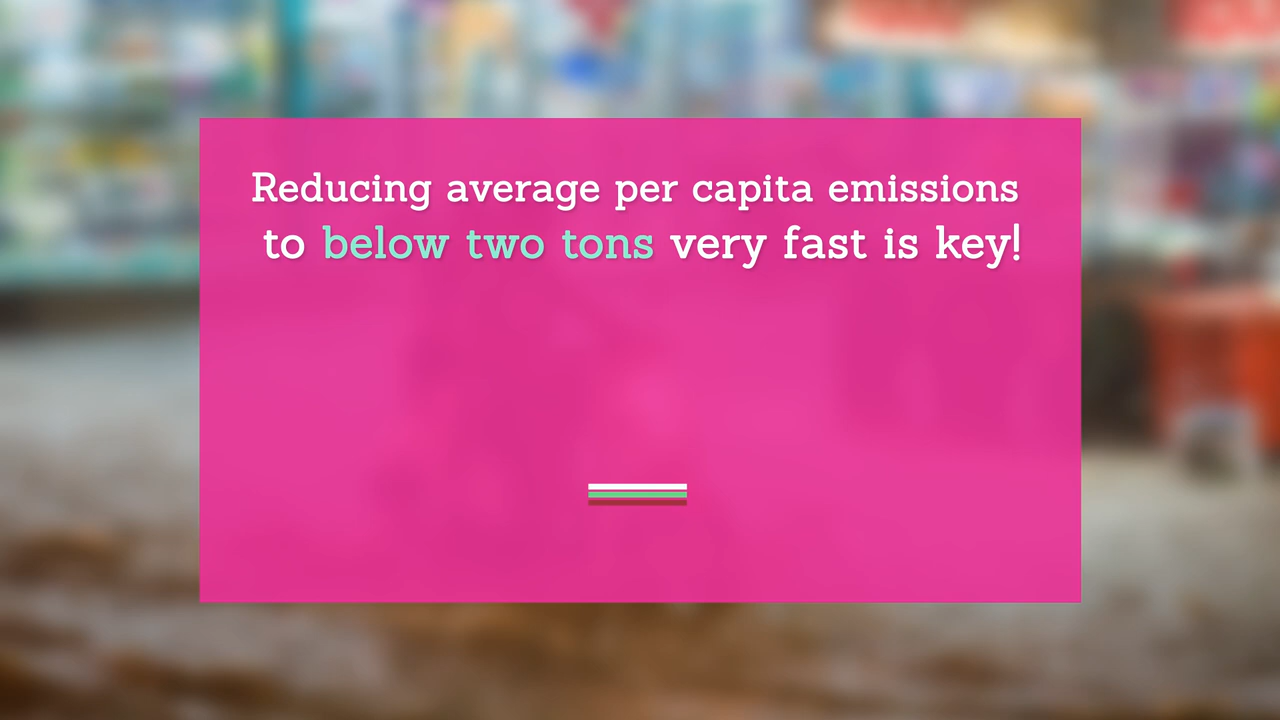 Reducing average per capita emissions
to below two tons very fast is key!